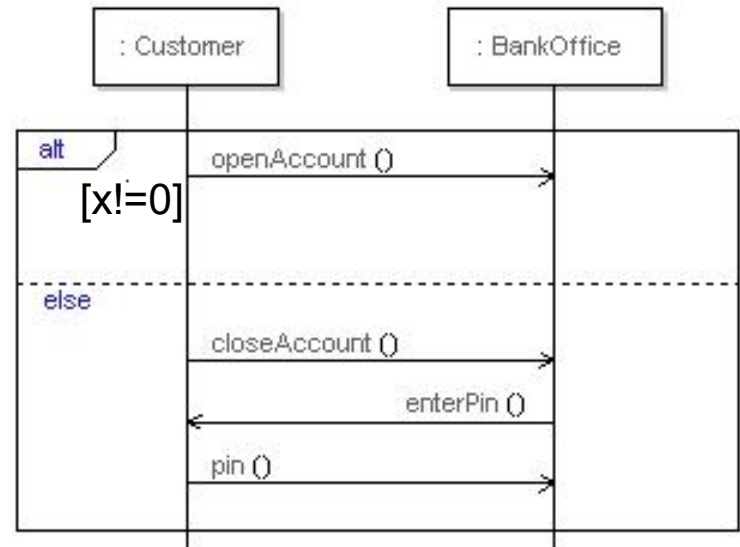 : Customer
: BankOffice
alt
openAccount ()
[x!=0]
else
closeAccount ()
enterPin ()
pin ()